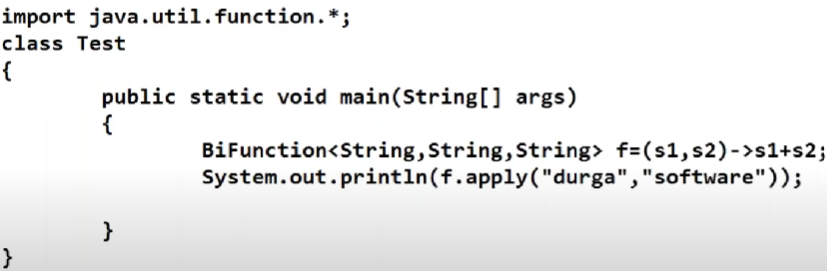 import java.util.function.*;
class Test
{
public static void main(String[] args)
{
BiFunction<String,String,String> f=(s1,s2)->s1+s2;
System.out.println(f.apply("durga","software"));
}
}